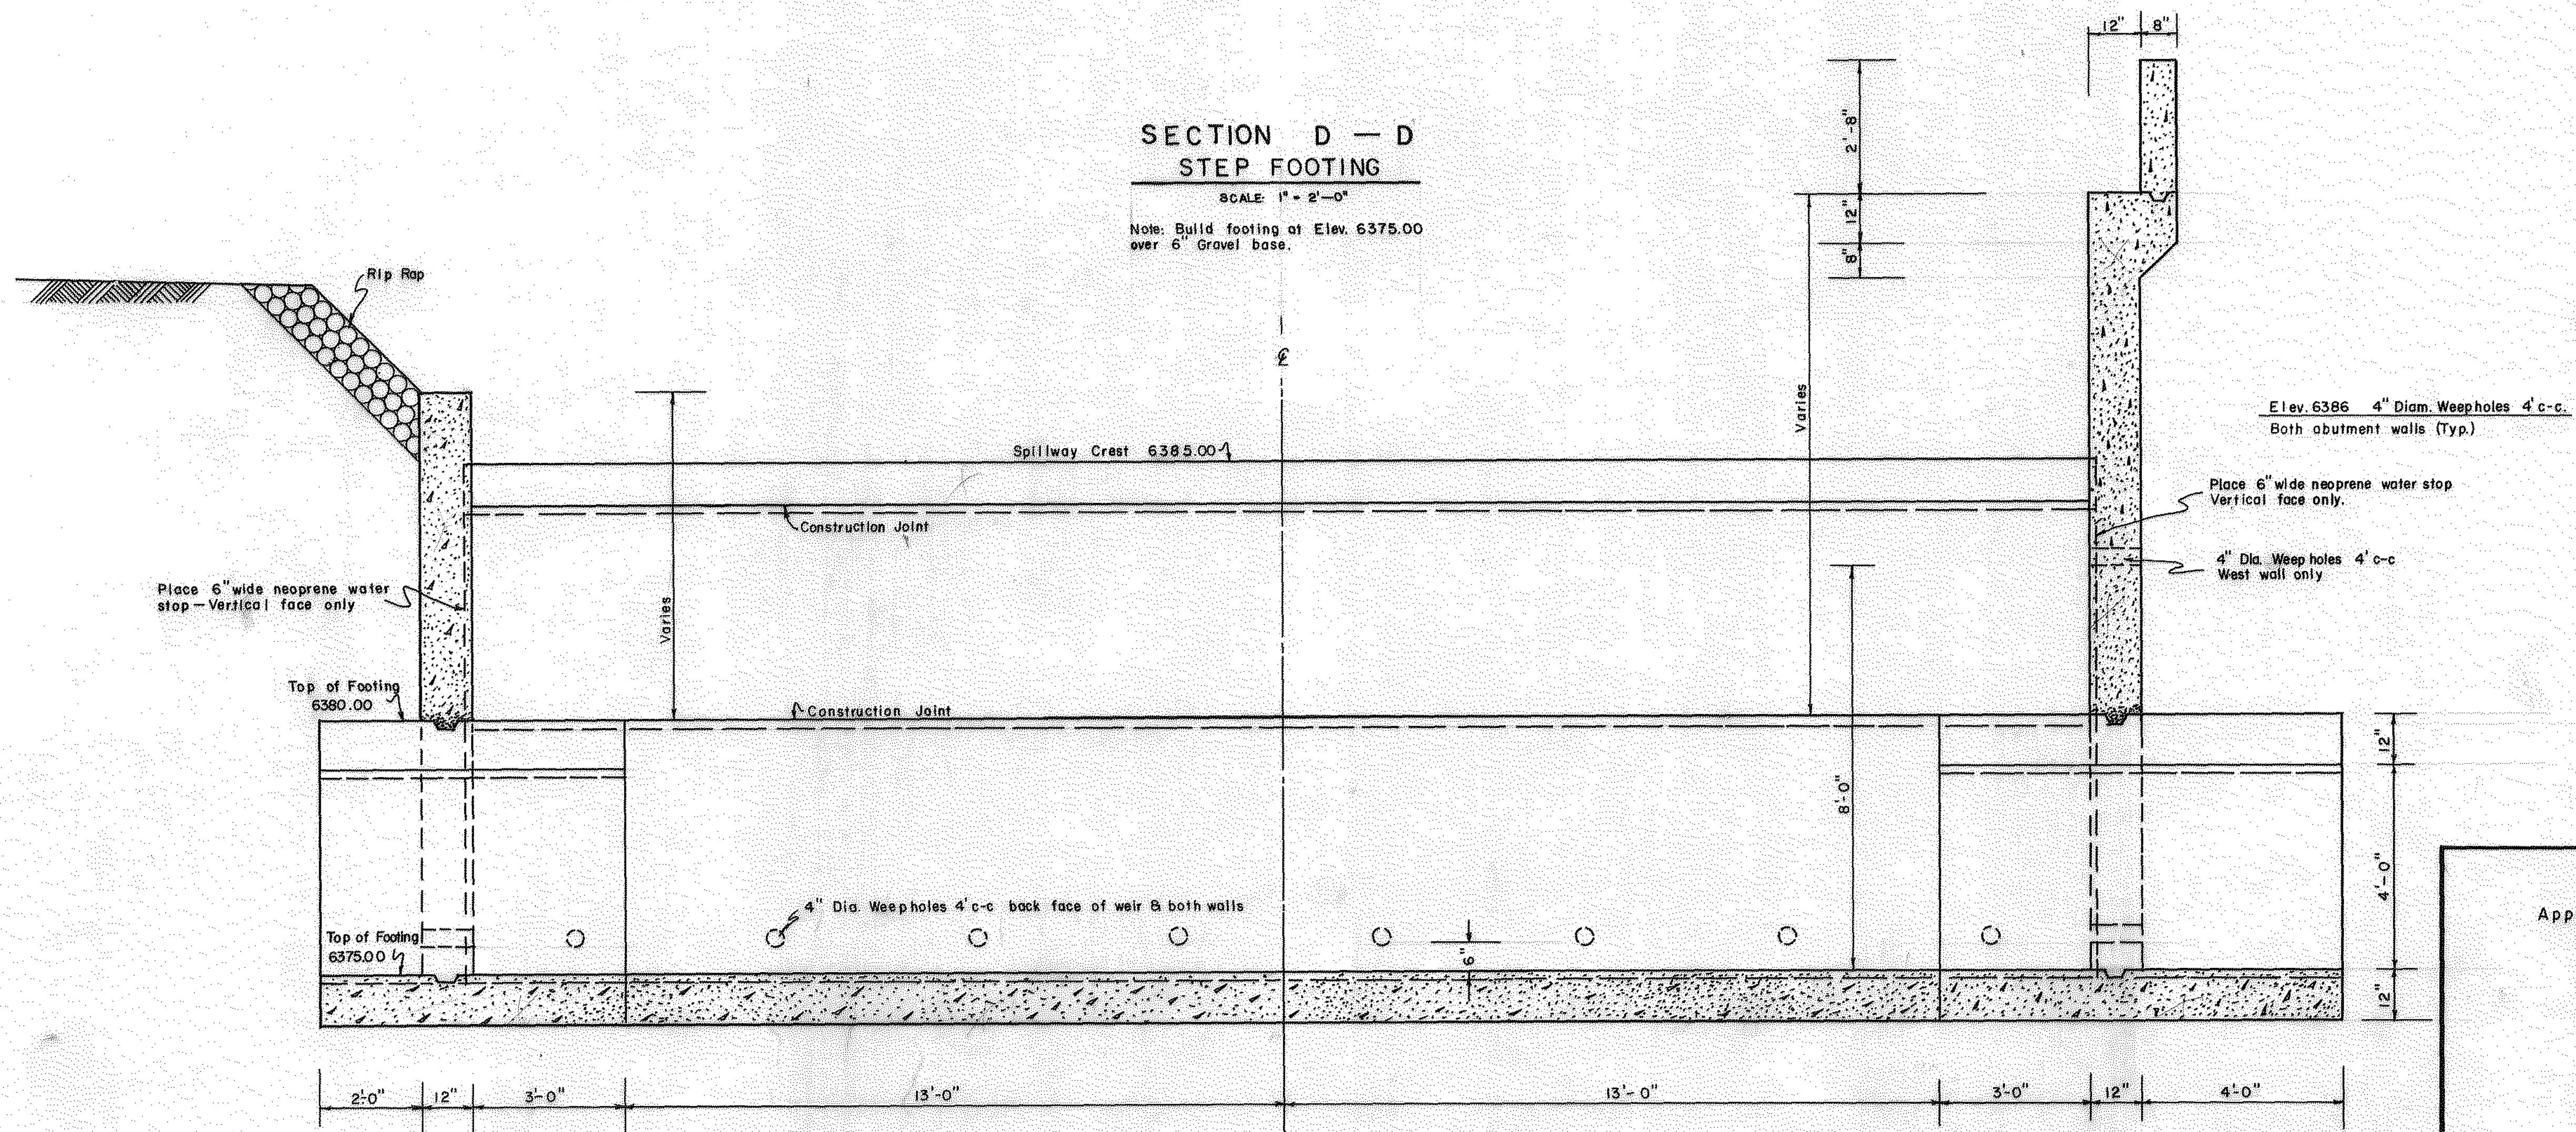 12" 8"
SECTION D — D
STEP FOOTING
SCALE: 1" = 2'—0"
Note: Build footing at Elev. 6375.00
over 6" Gravel base.
2'-8"
12"
8"
Rip Rap
℄
Varies
Elev. 6386 4" Diam. Weepholes 4' c-c.
Both abutment walls (Typ.)
Spillway Crest 6385.00
Place 6" wide neoprene water stop
Vertical face only.
Construction Joint
4" Dia. Weep holes 4' c-c
West wall only
Place 6" wide neoprene water
stop — Vertical face only
Varies
Top of Footing
6380.00
Construction Joint
12"
8'-0"
4'-0"
4" Dia. Weepholes 4' c-c back face of weir & both walls
App
Top of Footing
6375.00
6"
12"
2'-0" 12" 3'-0" 13'-0" 13'-0" 3'-0" 12" 4'-0"